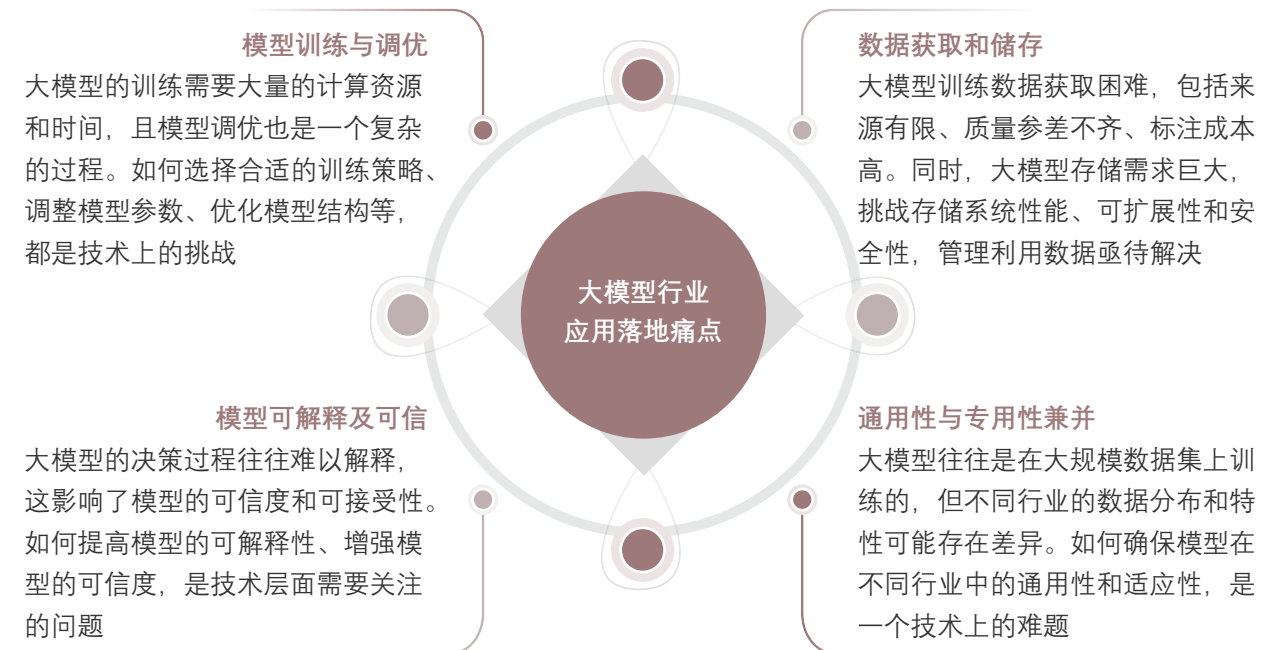 模型训练与调优
大模型的训练需要大量的计算资源
和时间，且模型调优也是一个复杂
的过程。如何选择合适的训练策略、
调整模型参数、优化模型结构等，
都是技术上的挑战
数据获取和储存
大模型训练数据获取困难，包括来
源有限、质量参差不齐、标注成本
高。同时，大模型存储需求巨大，
挑战存储系统性能、可扩展性和安
全性，管理利用数据亟待解决
大模型行业
应用落地痛点
模型可解释及可信
大模型的决策过程往往难以解释，
这影响了模型的可信度和可接受性。
如何提高模型的可解释性、增强模
型的可信度，是技术层面需要关注
的问题
通用性与专用性兼并
大模型往往是在大规模数据集上训
练的，但不同行业的数据分布和特
性可能存在差异。如何确保模型在
不同行业中的通用性和适应性，是
一个技术上的难题